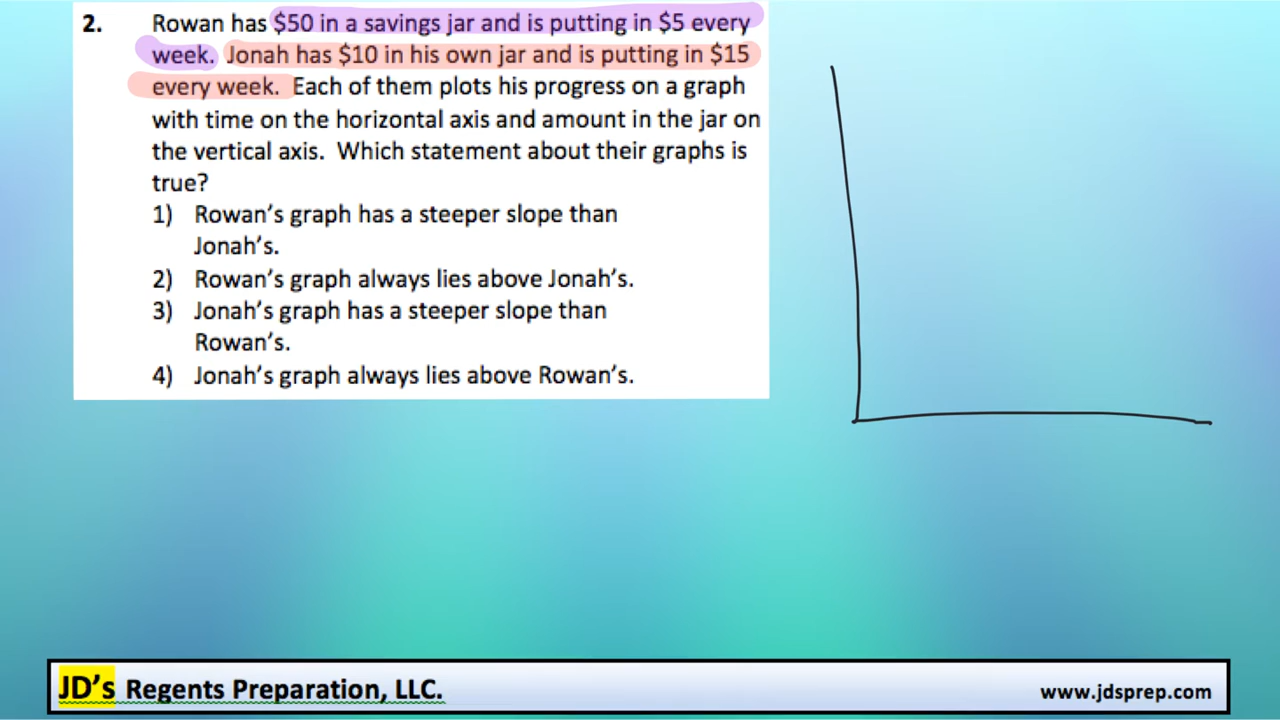 2. Rowan has $50 in a savings jar and is putting in $5 every
week. Jonah has $10 in his own jar and is putting in $15
every week. Each of them plots his progress on a graph
with time on the horizontal axis and amount in the jar on
the vertical axis. Which statement about their graphs is
true?
1) Rowan’s graph has a steeper slope than
Jonah’s.
2) Rowan’s graph always lies above Jonah’s.
3) Jonah’s graph has a steeper slope than
Rowan’s.
4) Jonah’s graph always lies above Rowan’s.
JD’s Regents Preparation, LLC.
www.jdsprep.com